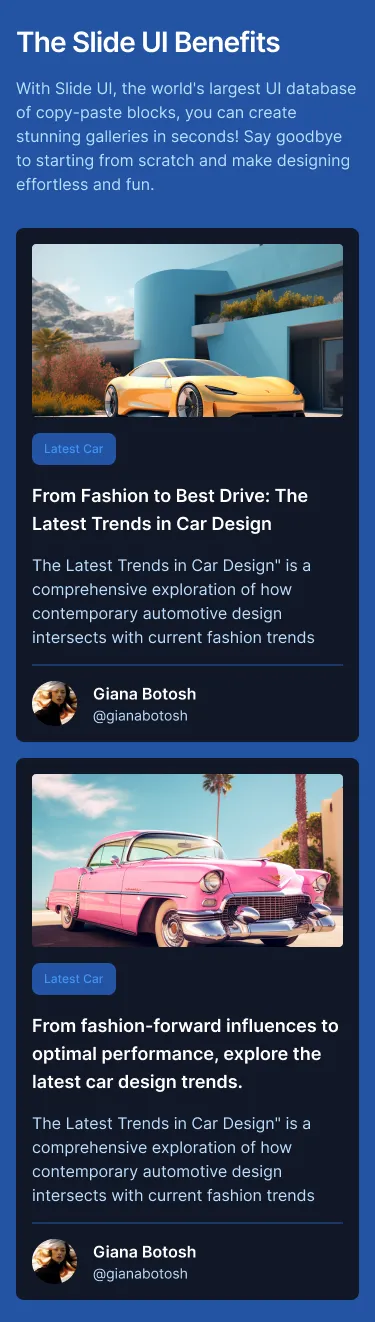 The Slide UI Benefits
With Slide UI, the world's largest UI database
of copy-paste blocks, you can create
stunning galleries in seconds! Say goodbye
to starting from scratch and make designing
effortless and fun.
Latest Car
From Fashion to Best Drive: The
Latest Trends in Car Design
The Latest Trends in Car Design" is a
comprehensive exploration of how
contemporary automotive design
intersects with current fashion trends
Giana Botosh
@gianabotosh
Latest Car
From fashion-forward influences to
optimal performance, explore the
latest car design trends.
The Latest Trends in Car Design" is a
comprehensive exploration of how
contemporary automotive design
intersects with current fashion trends
Giana Botosh
@gianabotosh